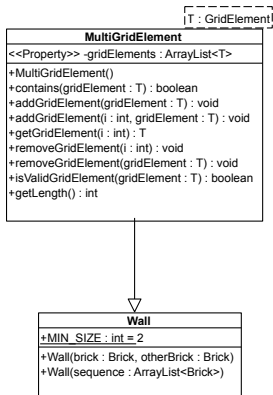 T : GridElement
MultiGridElement
<<Property>> -gridElements : ArrayList<T>
+MultiGridElement()
+contains(gridElement : T) : boolean
+addGridElement(gridElement : T) : void
+addGridElement(i : int, gridElement : T) : void
+getGridElement(i : int) : T
+removeGridElement(i : int) : void
+removeGridElement(gridElement : T) : void
+isValidGridElement(gridElement : T) : boolean
+getLength() : int
Wall
+MIN_SIZE : int = 2
+Wall(brick : Brick, otherBrick : Brick)
+Wall(sequence : ArrayList<Brick>)